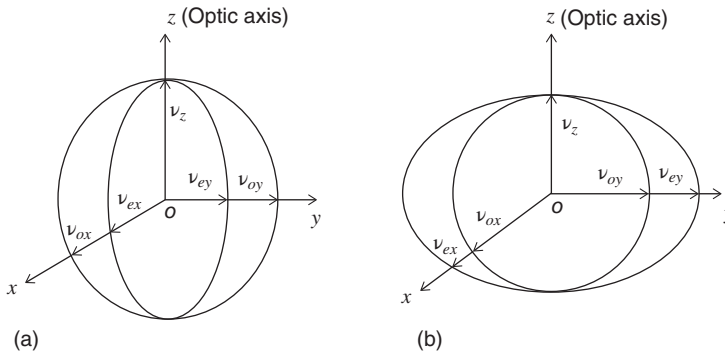 z (Optic axis)
ν_z
ν_ey ν_oy
ν_ex
ν_ox
o
y
x
(a)
z (Optic axis)
ν_z
ν_oy ν_ey
ν_ox
ν_ex
o
x
(b)